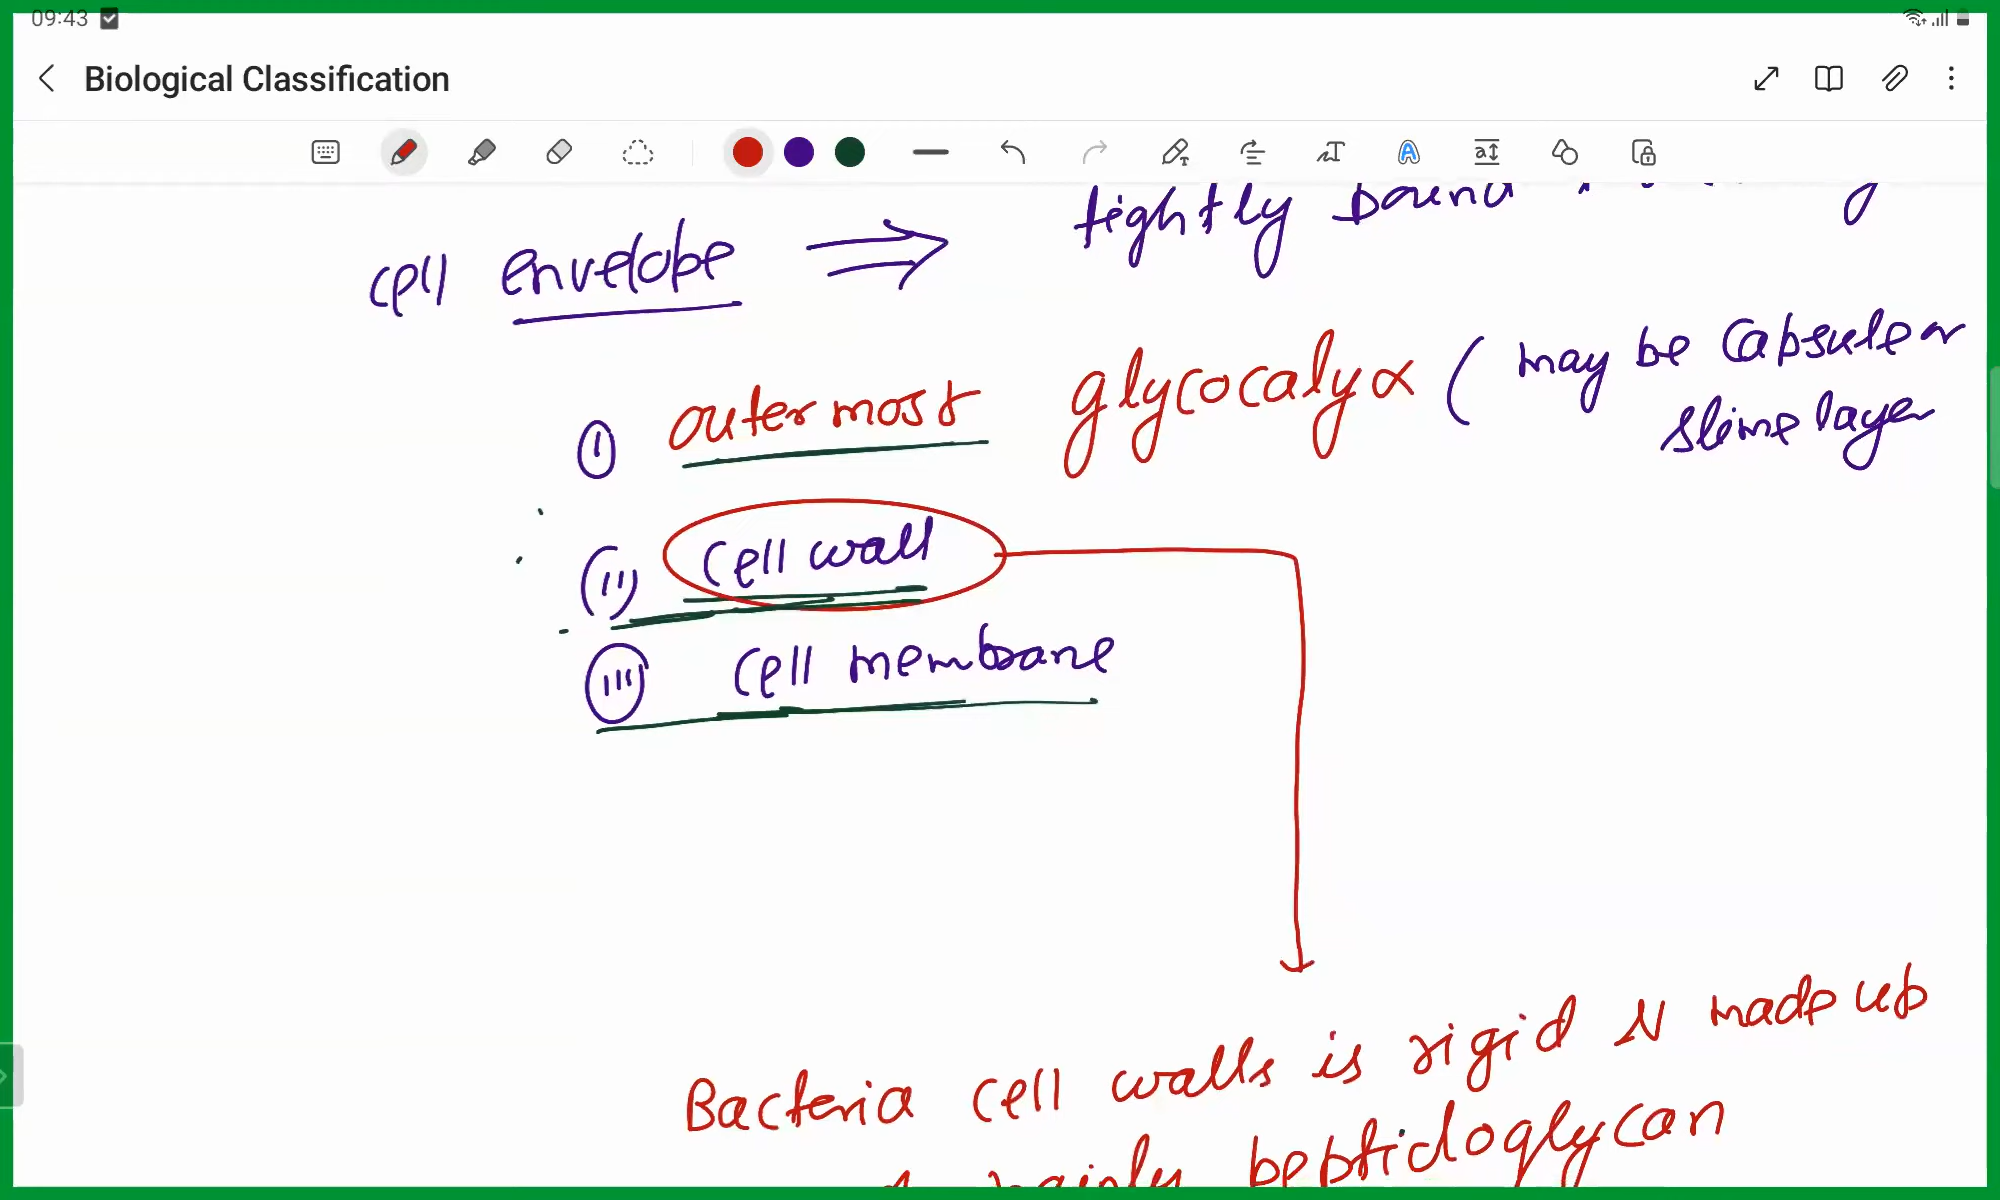 09:43
Biological Classification
tightly bound
cell envelope ⇒
① outermost glycocalyx ( may be capsule or
slime layer
(ii) cell wall
(iii) cell membrane
Bacteria cell walls is rigid N made up
mainly peptidoglycan